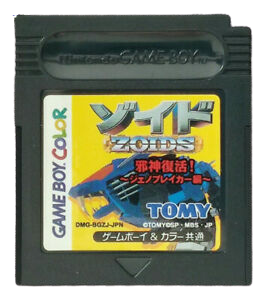 Nintendo GAME BOY
GAME BOY COLOR
ゾイド
ZOIDS
邪神復活!
～ジェノブレイカー編～
TOMY
DMG-BGZJ-JPN
©TOMY©SP・MBS・JP
ゲームボーイ&カラー共通